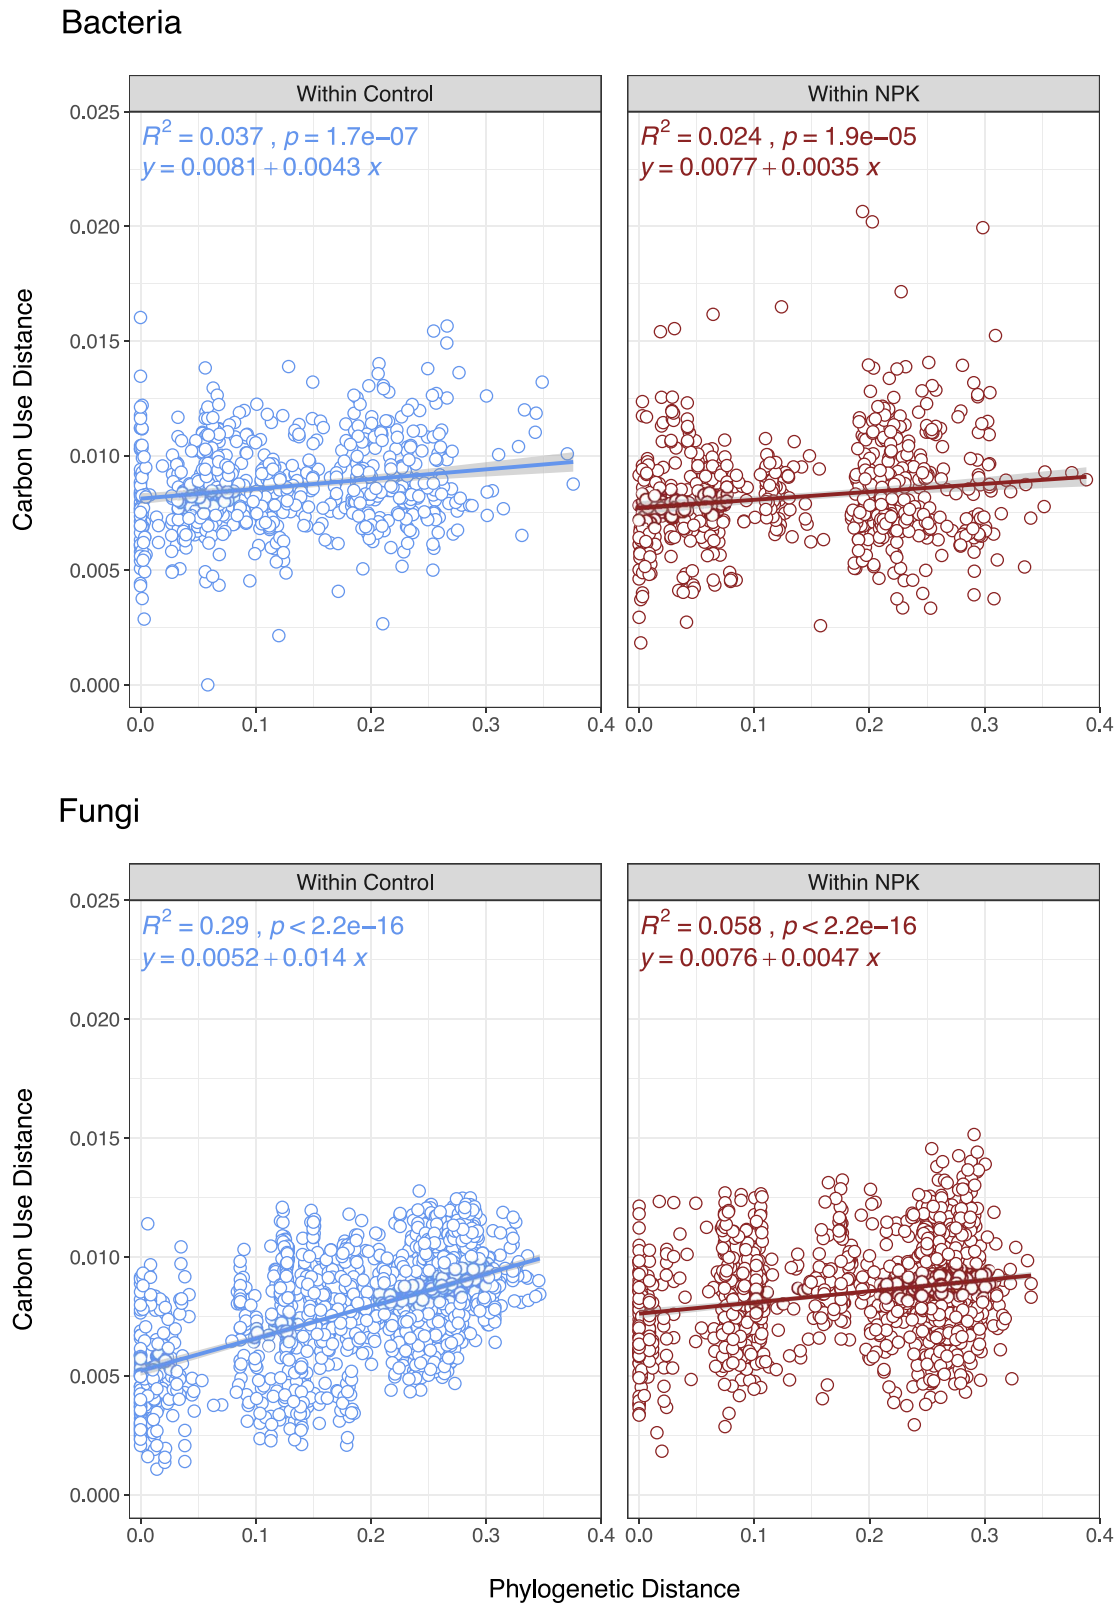 Bacteria
Within Control
Within NPK
R² = 0.037 , p = 1.7e−07
y = 0.0081 + 0.0043 x
R² = 0.024 , p = 1.9e−05
y = 0.0077 + 0.0035 x
Carbon Use Distance
0.025
0.020
0.015
0.010
0.005
0.000
0.0 0.1 0.2 0.3 0.4
0.0 0.1 0.2 0.3 0.4
Fungi
Within Control
Within NPK
R² = 0.29 , p < 2.2e−16
y = 0.0052 + 0.014 x
R² = 0.058 , p < 2.2e−16
y = 0.0076 + 0.0047 x
Carbon Use Distance
0.025
0.020
0.015
0.010
0.005
0.000
0.0 0.1 0.2 0.3 0.4
0.0 0.1 0.2 0.3 0.4
Phylogenetic Distance